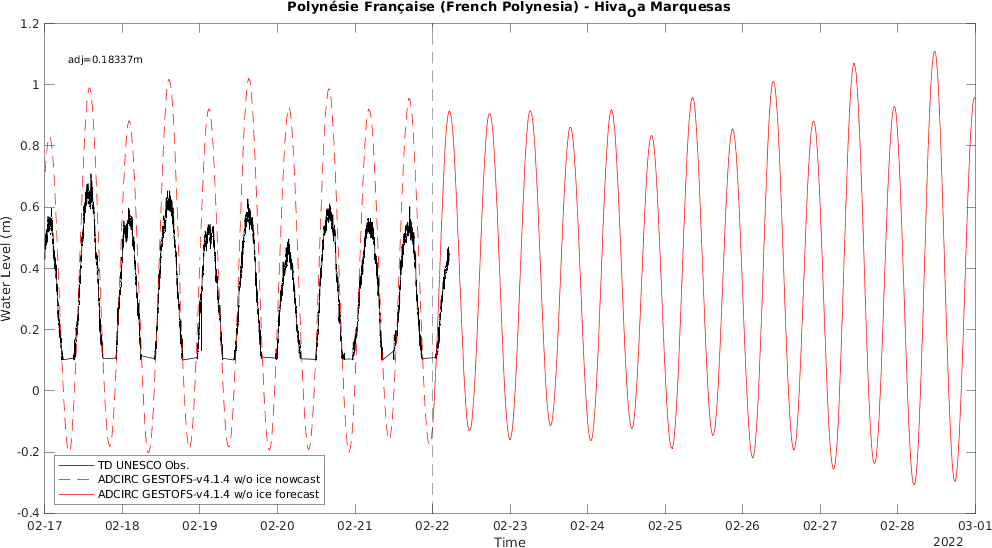 Polynésie Française (French Polynesia) - Hiva_Oa Marquesas
adj=0.18337m
Water Level (m)
1.2
1
0.8
0.6
0.4
0.2
0
-0.2
-0.4
TD UNESCO Obs.
ADCIRC GESTOFS-v4.1.4 w/o ice nowcast
ADCIRC GESTOFS-v4.1.4 w/o ice forecast
02-17 02-18 02-19 02-20 02-21 02-22 02-23 02-24 02-25 02-26 02-27 02-28 03-01
Time
2022